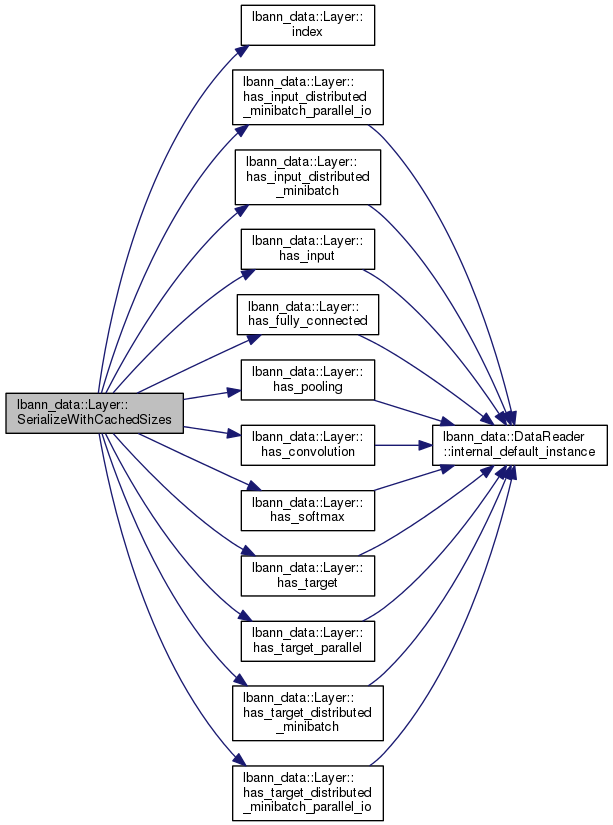 lbann_data::Layer::
index
lbann_data::Layer::
has_input_distributed
_minibatch_parallel_io
lbann_data::Layer::
has_input_distributed
_minibatch
lbann_data::Layer::
has_input
lbann_data::Layer::
has_fully_connected
lbann_data::Layer::
has_pooling
lbann_data::Layer::
SerializeWithCachedSizes
lbann_data::Layer::
has_convolution
lbann_data::DataReader
::internal_default_instance
lbann_data::Layer::
has_softmax
lbann_data::Layer::
has_target
lbann_data::Layer::
has_target_parallel
lbann_data::Layer::
has_target_distributed
_minibatch
lbann_data::Layer::
has_target_distributed
_minibatch_parallel_io